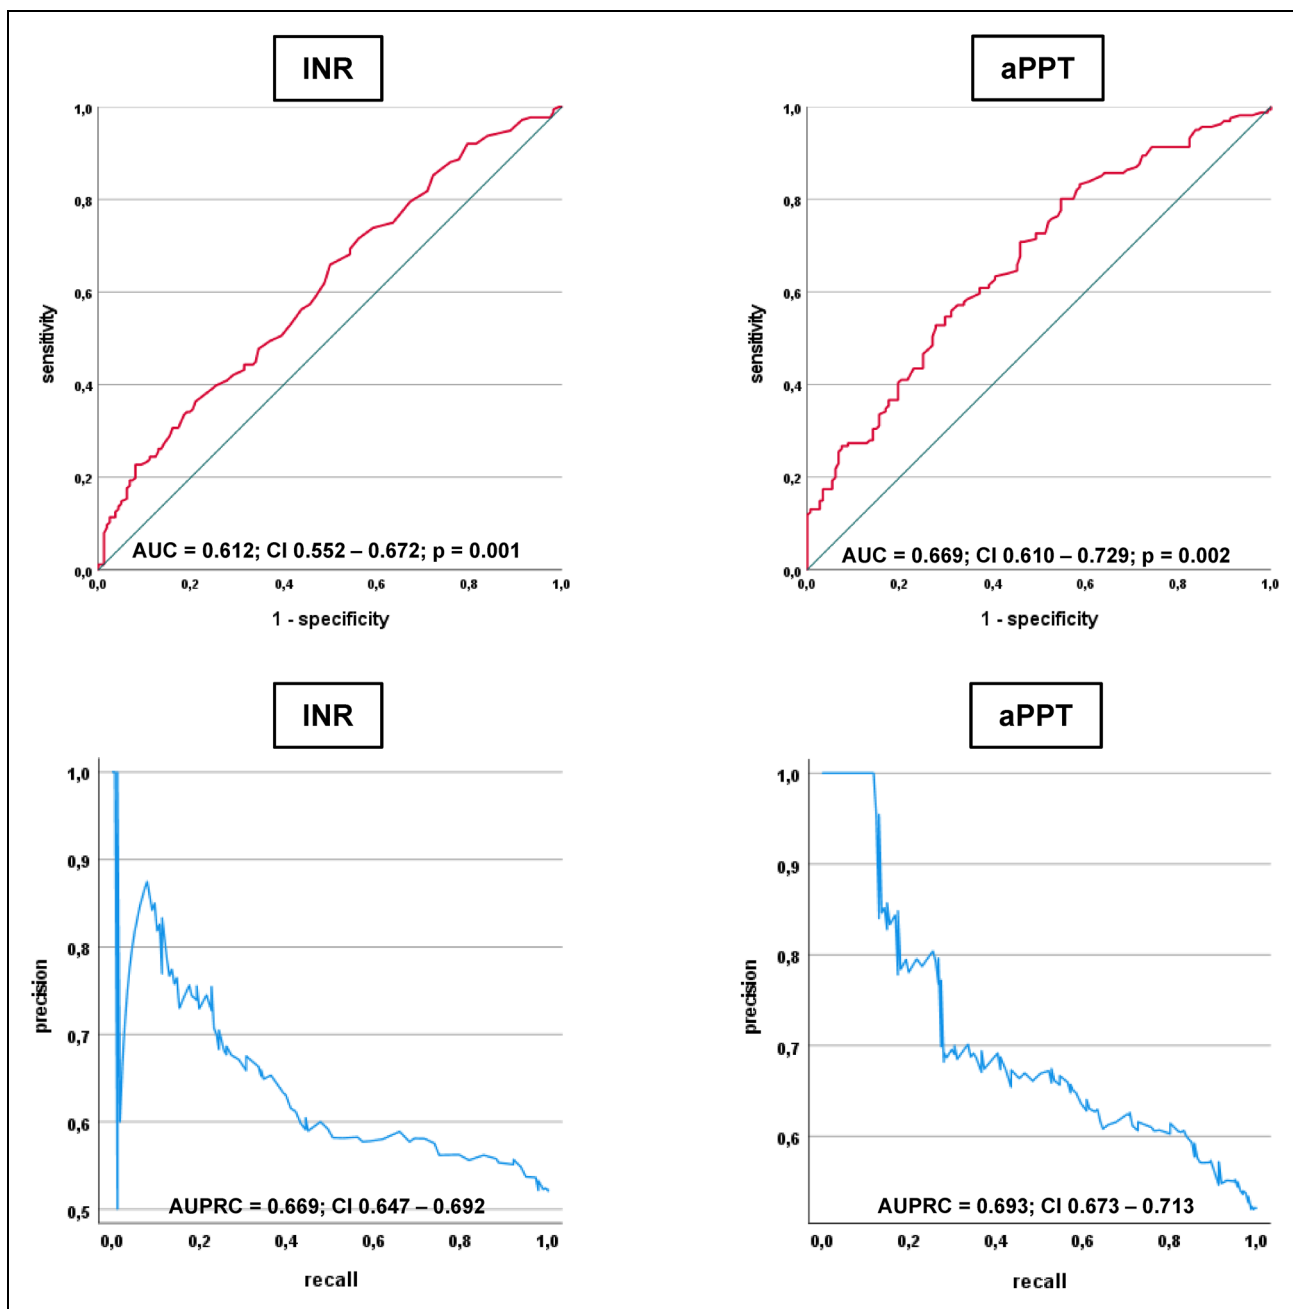 INR
1,0
0,8
0,6
0,4
0,2
0,0
sensitivity
AUC = 0.612; CI 0.552 – 0.672; p = 0.001
0,0 0,2 0,4 0,6 0,8 1,0
1 - specificity
aPPT
1,0
0,8
0,6
0,4
0,2
0,0
sensitivity
AUC = 0.669; CI 0.610 – 0.729; p = 0.002
0,0 0,2 0,4 0,6 0,8 1,0
1 - specificity
INR
1,0
0,9
0,8
0,7
0,6
0,5
precision
AUPRC = 0.669; CI 0.647 – 0.692
0,0 0,2 0,4 0,6 0,8 1,0
recall
aPPT
1,0
0,9
0,8
0,7
0,6
precision
AUPRC = 0.693; CI 0.673 – 0.713
0,0 0,2 0,4 0,6 0,8 1,0
recall